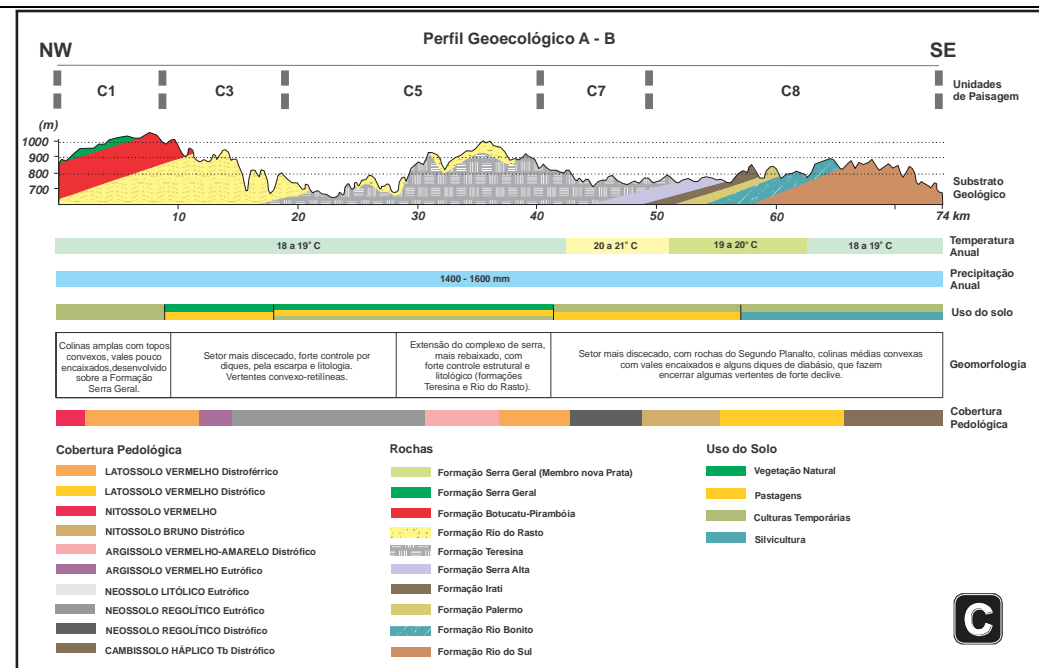 Perfil Geoecológico A - B
NW
SE
C1
C3
C5
C7
C8
Unidades
de Paisagem
(m)
1000
900
800
700
Substrato
Geológico
10
20
30
40
50
60
74 km
18 a 19° C
20 a 21° C
19 a 20° C
18 a 19° C
Temperatura
Anual
1400 - 1600 mm
Precipitação
Anual
Uso do solo
Colinas amplas com topos
convexos, vales pouco
encaixados,desenvolvido
sobre a Formação
Serra Geral.
Setor mais discecado, forte controle por
diques, pela escarpa e litologia.
Vertentes convexo-retilíneas.
Extensão do complexo de serra,
mais rebaixado, com
forte controle estrutural e
litológico (formações
Teresina e Rio do Rasto).
Setor mais discecado, com rochas do Segundo Planalto, colinas médias convexas
com vales encaixados e alguns diques de diabásio, que fazem
encerrar algumas vertentes de forte declive.
Geomorfologia
Cobertura
Pedológica
Cobertura Pedológica
LATOSSOLO VERMELHO Distroférrico
LATOSSOLO VERMELHO Distrófico
NITOSSOLO VERMELHO
NITOSSOLO BRUNO Distrófico
ARGISSOLO VERMELHO-AMARELO Distrófico
ARGISSOLO VERMELHO Eutrófico
NEOSSOLO LITÓLICO Eutrófico
NEOSSOLO REGOLÍTICO Eutrófico
NEOSSOLO REGOLÍTICO Distrófico
CAMBISSOLO HÁPLICO Tb Distrófico
Rochas
Formação Serra Geral (Membro nova Prata)
Formação Serra Geral
Formação Botucatu-Pirambóia
Formação Rio do Rasto
Formação Teresina
Formação Serra Alta
Formação Irati
Formação Palermo
Formação Rio Bonito
Formação Rio do Sul
Uso do Solo
Vegetação Natural
Pastagens
Culturas Temporárias
Silvicultura
C